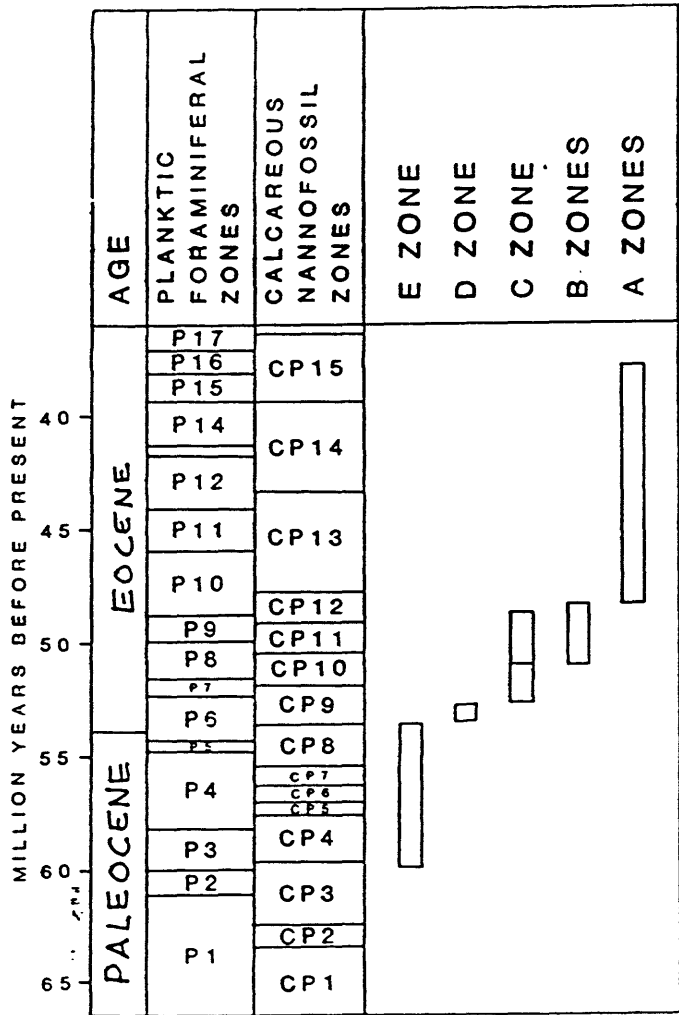 AGE
PLANKTIC
FORAMINIFERAL
ZONES
CALCAREOUS
NANNOFOSSIL
ZONES
E ZONE
D ZONE
C ZONE
B ZONES
A ZONES
MILLION YEARS BEFORE PRESENT
40
45
50
55
60
65
EOCENE
PALEOCENE
P17
P16
P15
P14
P12
P11
P10
P9
P8
P7
P6
P5
P4
P3
P2
P1
CP15
CP14
CP13
CP12
CP11
CP10
CP9
CP8
CP7
CP6
CP5
CP4
CP3
CP2
CP1